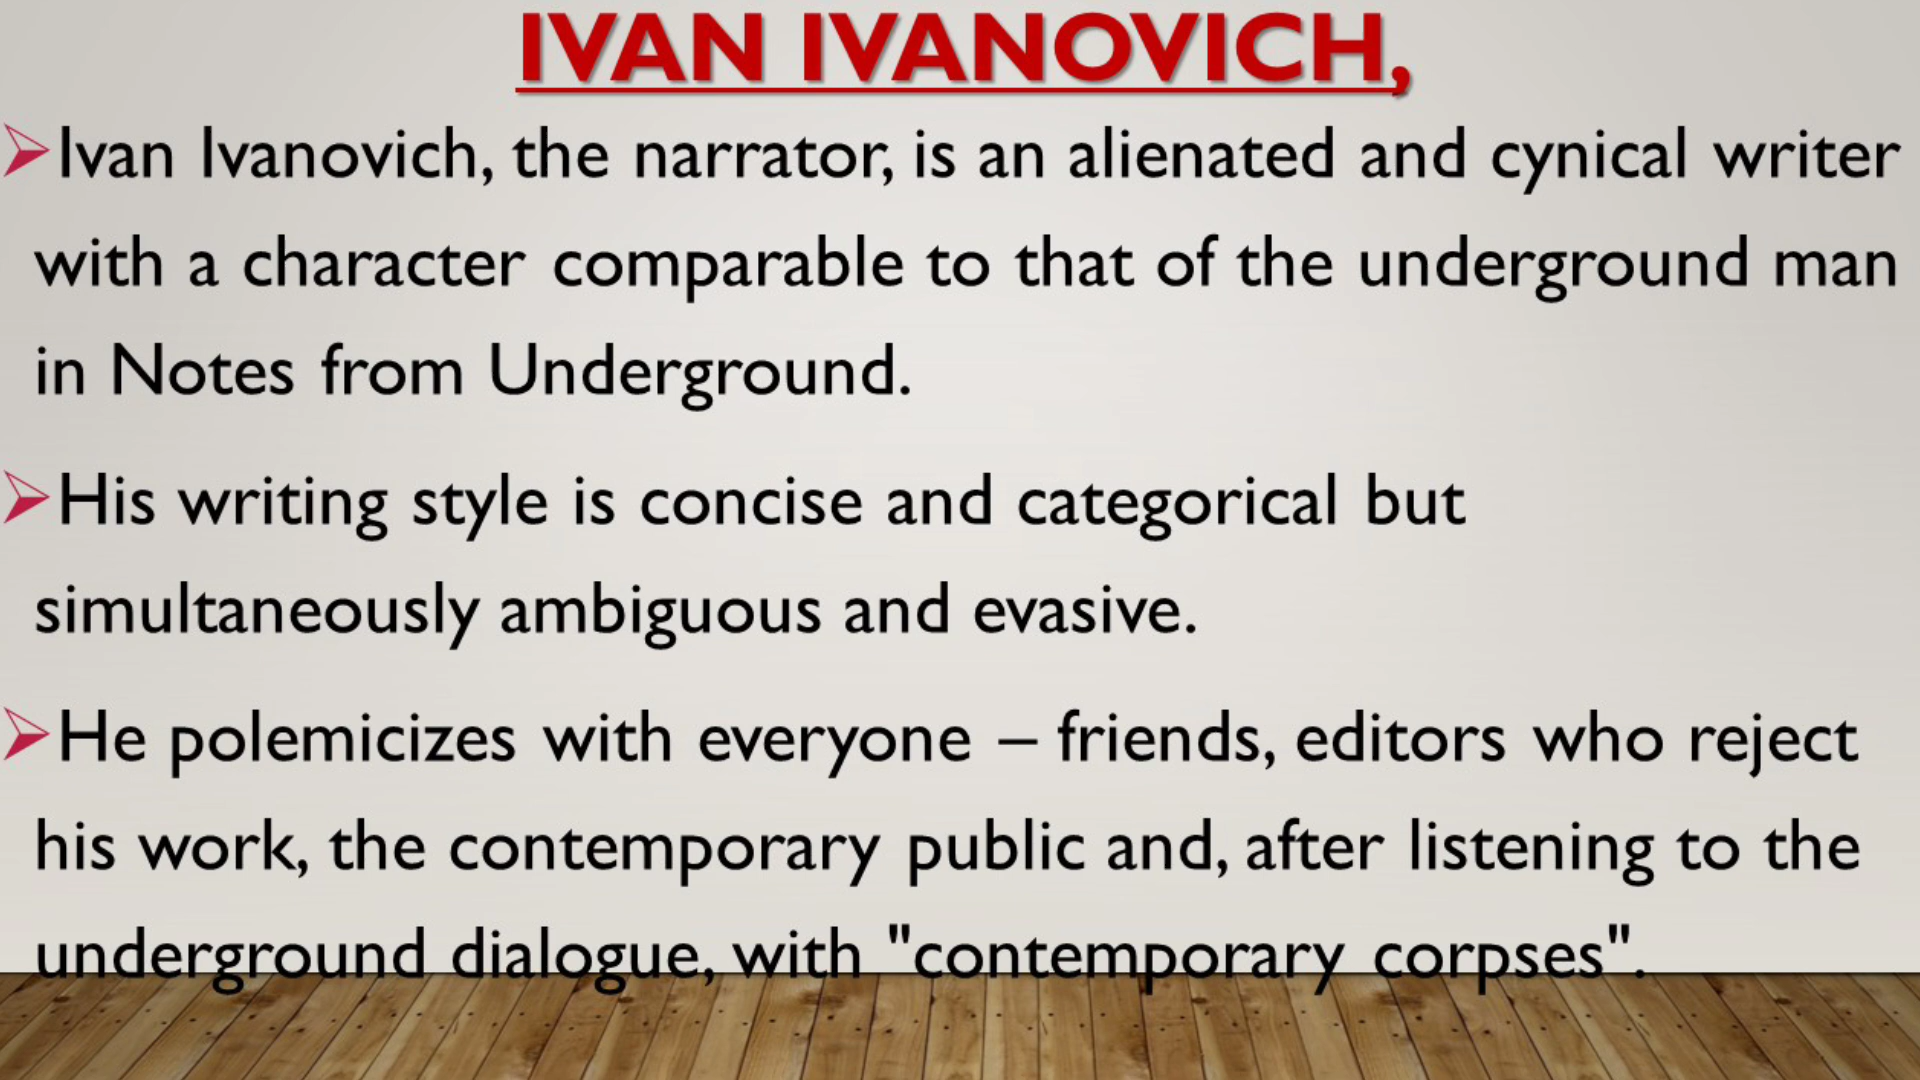 IVAN IVANOVICH,
Ivan Ivanovich, the narrator, is an alienated and cynical writer
with a character comparable to that of the underground man
in Notes from Underground.
His writing style is concise and categorical but
simultaneously ambiguous and evasive.
He polemicizes with everyone – friends, editors who reject
his work, the contemporary public and, after listening to the
underground dialogue, with "contemporary corpses".